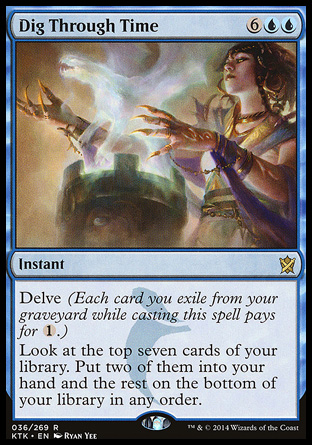 Dig Through Time 6
Instant
Delve (Each card you exile from your
graveyard while casting this spell pays
for 1.)
Look at the top seven cards of your
library. Put two of them into your
hand and the rest on the bottom of
your library in any order.
036/269 R
KTK • EN Ryan Yee ™ & © 2014 Wizards of the Coast